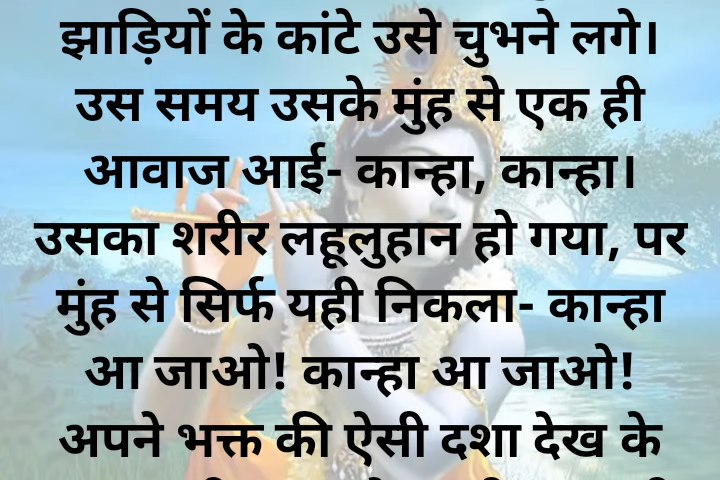 झाड़ियों के कांटे उसे चुभने लगे।
उस समय उसके मुंह से एक ही
आवाज आई- कान्हा, कान्हा।
उसका शरीर लहूलुहान हो गया, पर
मुंह से सिर्फ यही निकला- कान्हा
आ जाओ! कान्हा आ जाओ!
अपने भक्त की ऐसी दशा देख के